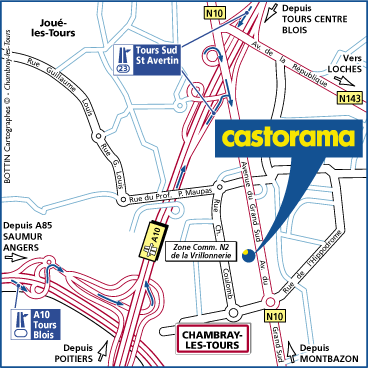 Joué-
les-Tours
N10
Depuis
TOURS CENTRE
BLOIS
Tours Sud
St Avertin
23
Av. de la République
Vers
LOCHES
N143
Rue Guillaume
Louis
BOTTIN Cartographes © - Chambray-les-Tours
castorama
Rue G. Louis
Rue du Prof. P. Maupas
Avenue du Grand Sud
Rue Ch. Coulomb
Depuis A85
SAUMUR
ANGERS
A10
Zone Comm. N2
de la Vrillonnerie
Av. du
Grand Sud
Rue de l'Hippodrome
A10
Tours
Blois
N10
CHAMBRAY-
LES-TOURS
Depuis
POITIERS
Depuis
MONTBAZON